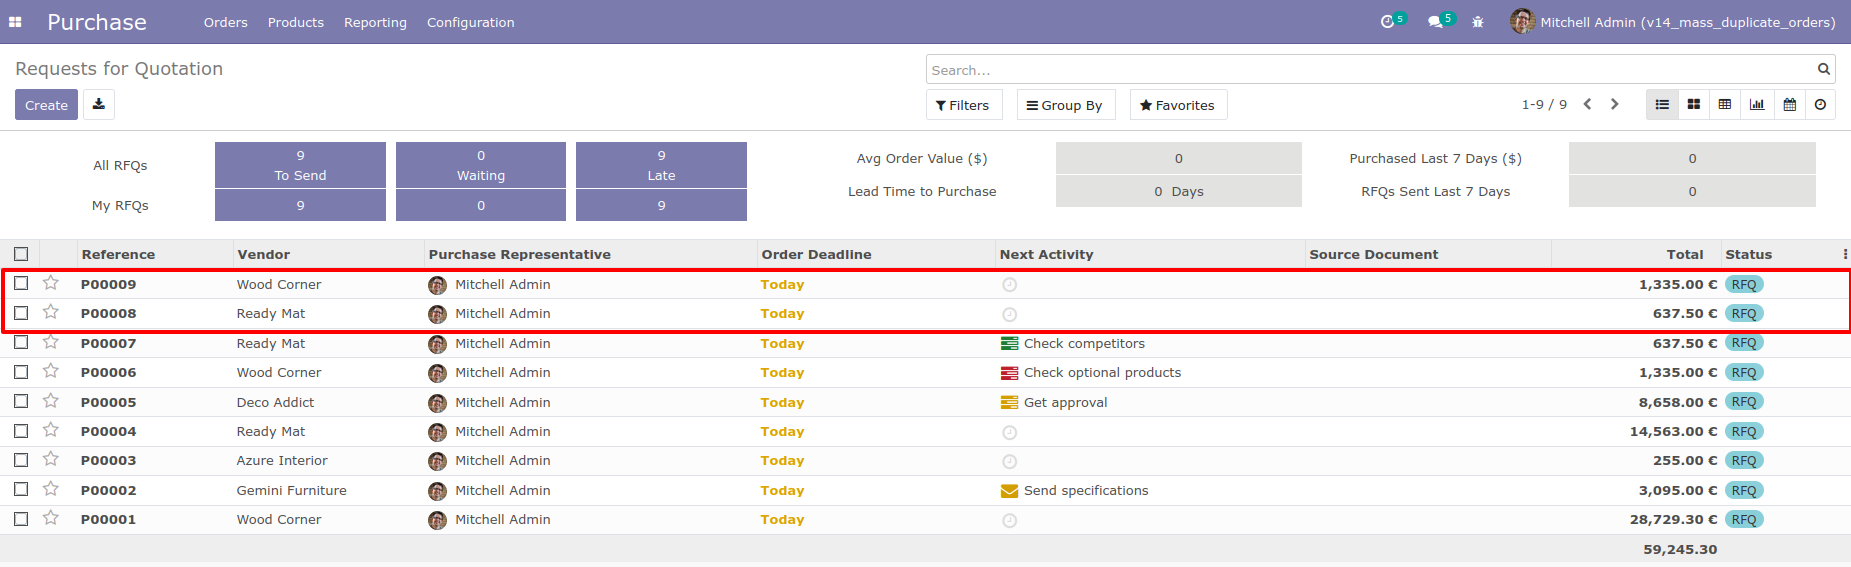 Purchase Orders Products Reporting Configuration 5 5 Mitchell Admin (v14_mass_duplicate_orders)
Requests for Quotation Search...
Create Filters Group By Favorites 1-9 / 9
All RFQs 9 To Send 0 Waiting 9 Late Avg Order Value ($) 0 Purchased Last 7 Days ($) 0
My RFQs 9 0 9 Lead Time to Purchase 0 Days RFQs Sent Last 7 Days 0
Reference Vendor Purchase Representative Order Deadline Next Activity Source Document Total Status
P00009 Wood Corner Mitchell Admin Today 1,335.00 € RFQ
P00008 Ready Mat Mitchell Admin Today 637.50 € RFQ
P00007 Ready Mat Mitchell Admin Today Check competitors 637.50 € RFQ
P00006 Wood Corner Mitchell Admin Today Check optional products 1,335.00 € RFQ
P00005 Deco Addict Mitchell Admin Today Get approval 8,658.00 € RFQ
P00004 Ready Mat Mitchell Admin Today 14,563.00 € RFQ
P00003 Azure Interior Mitchell Admin Today 255.00 € RFQ
P00002 Gemini Furniture Mitchell Admin Today Send specifications 3,095.00 € RFQ
P00001 Wood Corner Mitchell Admin Today 28,729.30 € RFQ
59,245.30